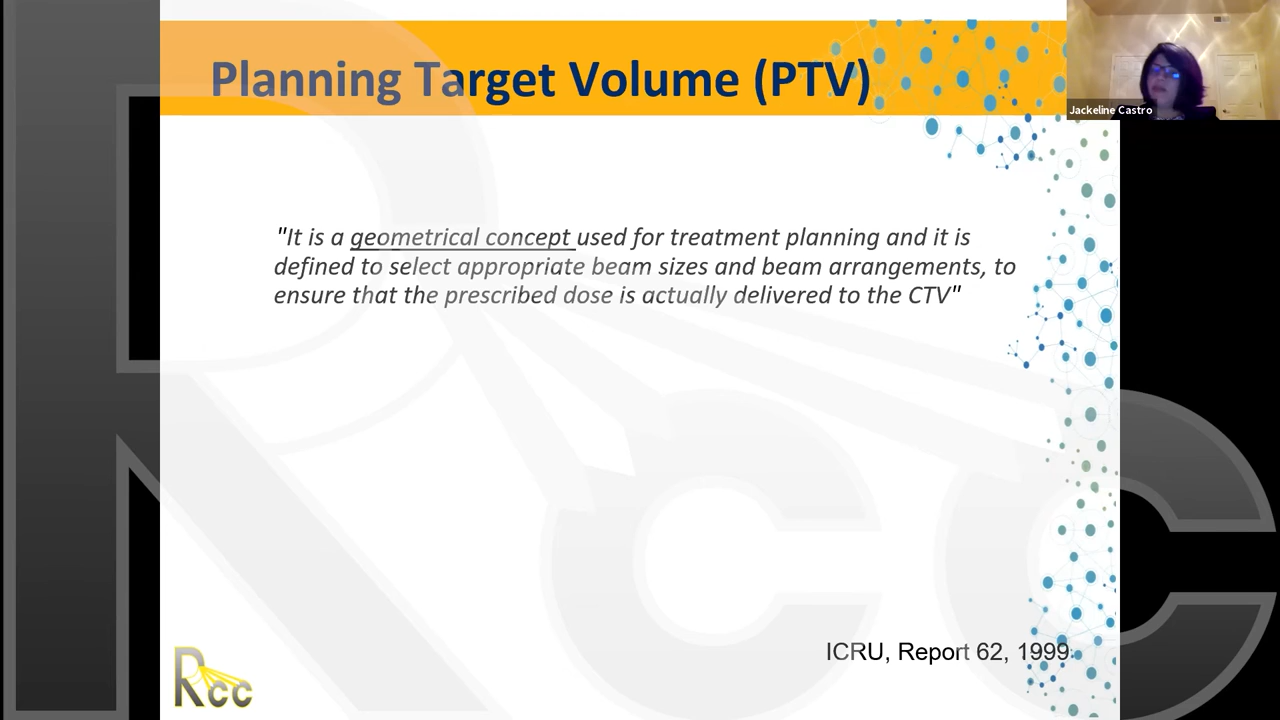 Planning Target Volume (PTV)
Jackeline Castro
"It is a geometrical concept used for treatment planning and it is
defined to select appropriate beam sizes and beam arrangements, to
ensure that the prescribed dose is actually delivered to the CTV"
ICRU, Report 62, 1999
Rcc
Rcc